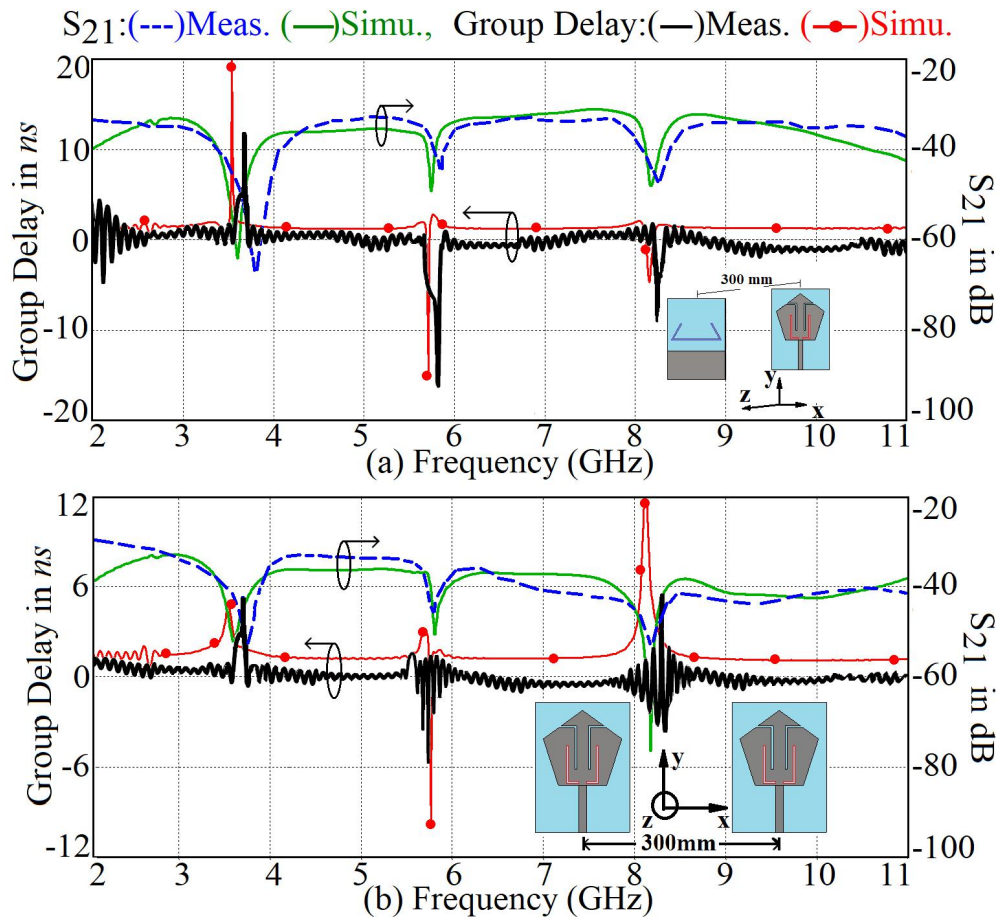 S21:(---)Meas. (—)Simu., Group Delay:(—)Meas. (•)Simu.
20
10
0
-10
-20
Group Delay in ns
-20
-40
-60
-80
-100
S21 in dB
300 mm
y
z
x
2 3 4 5 6 7 8 9 10 11
(a) Frequency (GHz)
12
6
0
-6
-12
Group Delay in ns
-20
-40
-60
-80
-100
S21 in dB
y
z
x
300mm
2 3 4 5 6 7 8 9 10 11
(b) Frequency (GHz)